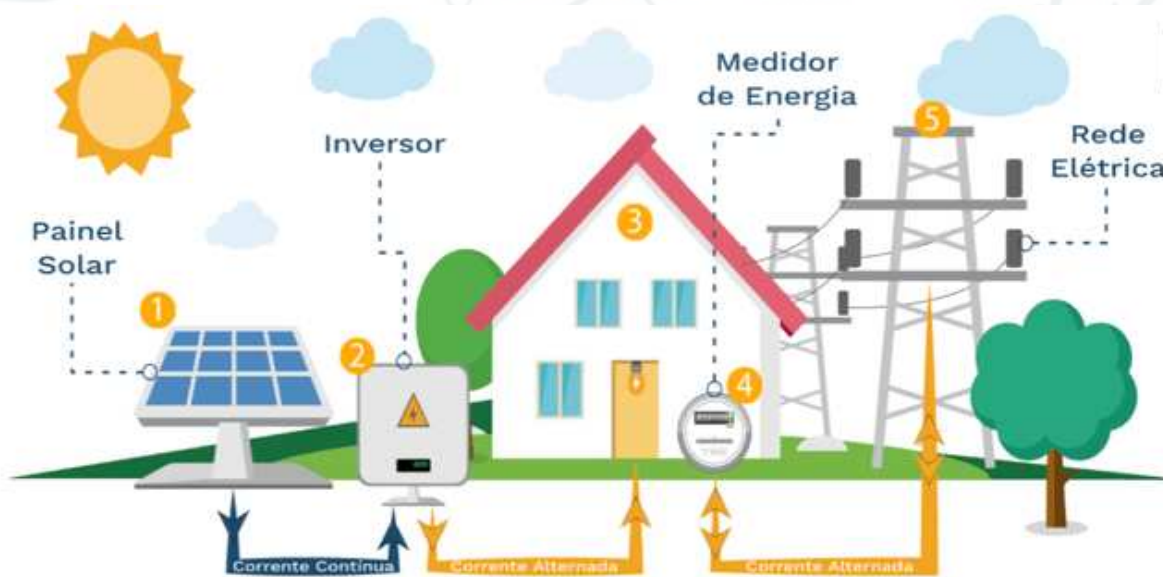 Medidor
de Energia
5
Rede
Elétrica
Inversor
3
Painel
Solar
1
2
4
Corrente Contínua
Corrente Alternada
Corrente Alternada